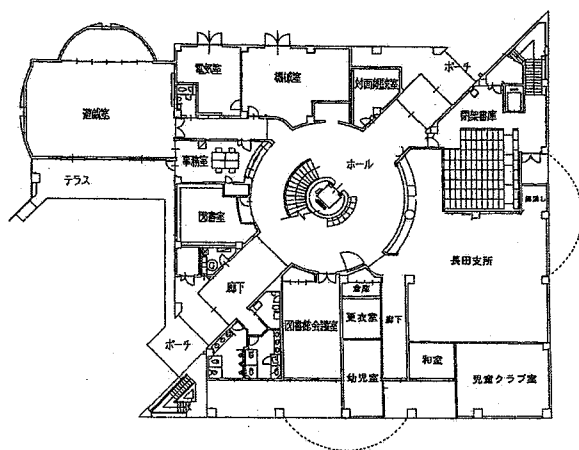 電気室
機械室
対面朗読室
ポーチ
遊戯室
閉架書庫
事務室
ホール
テラス
図書室
長田支所
廊下
倉庫
図書館会議室
更衣室
廊下
ポーチ
和室
幼児室
児童クラブ室